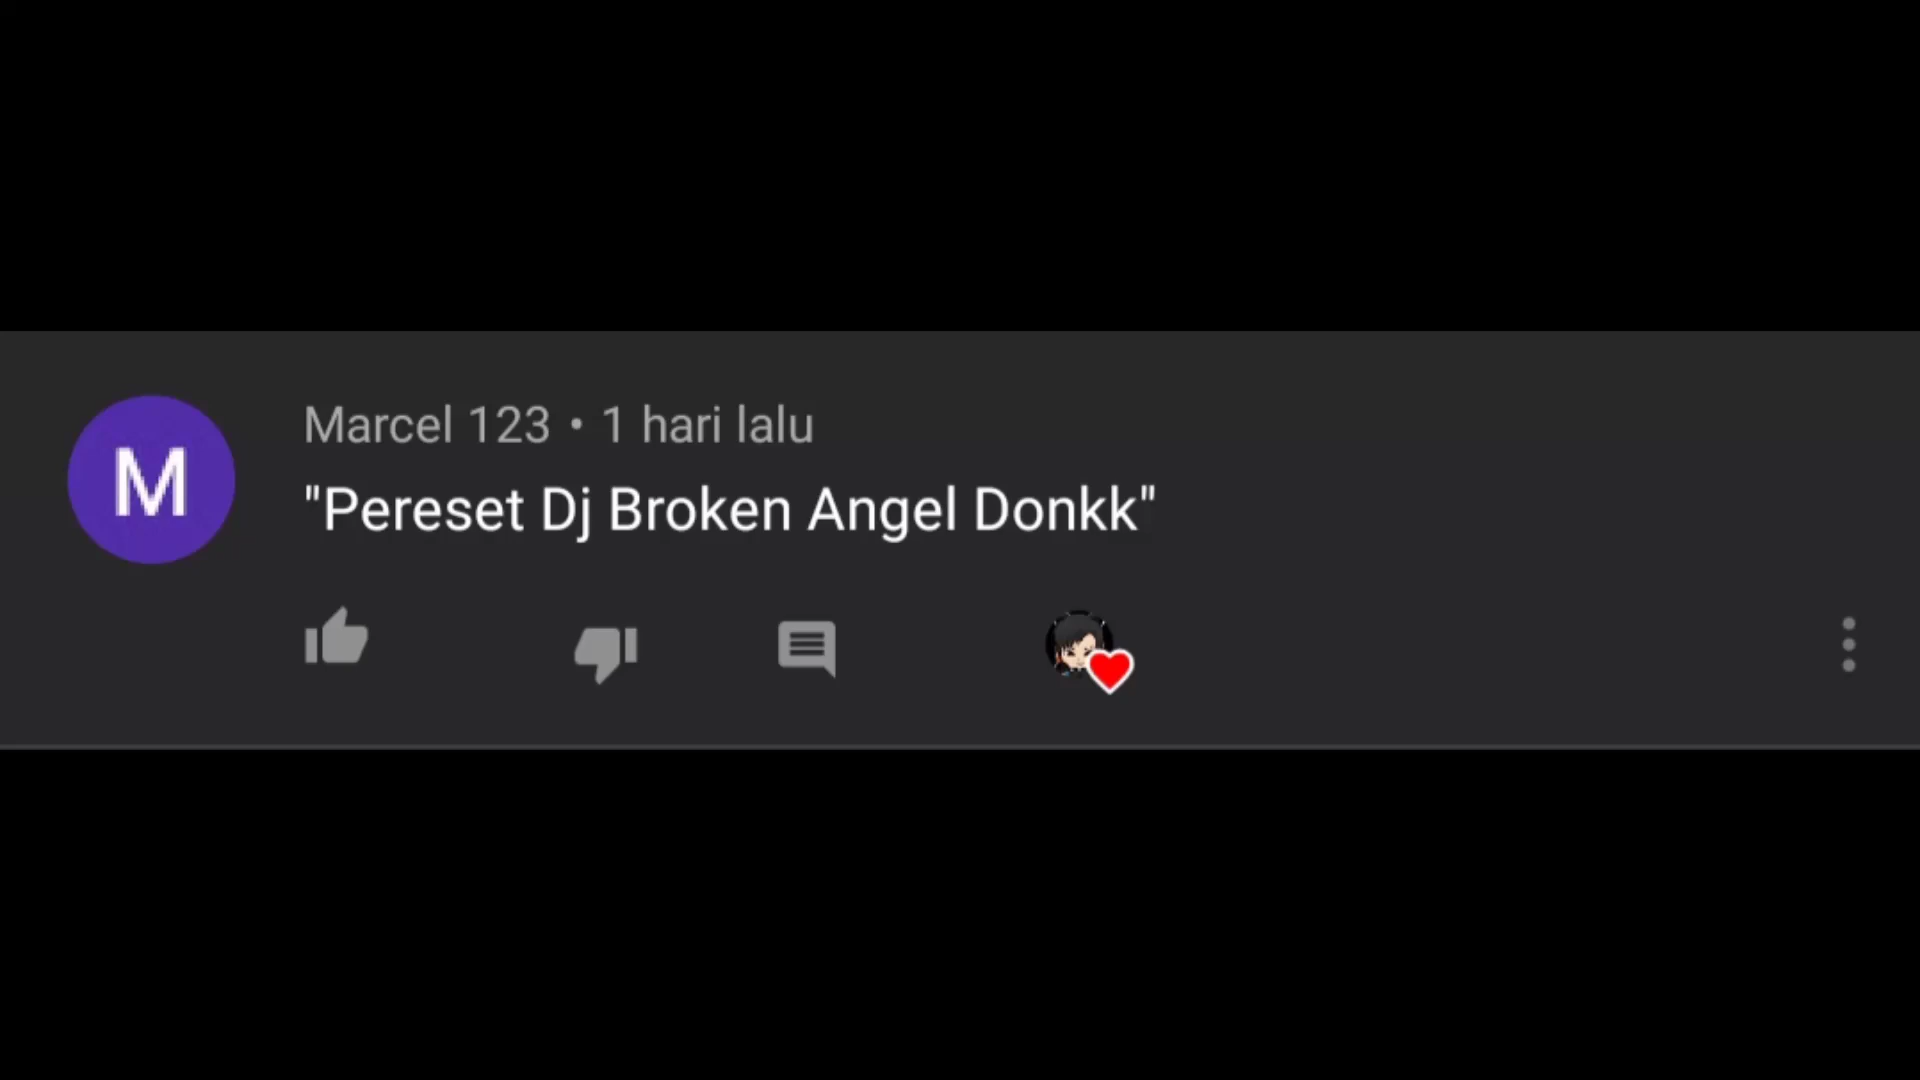 M
Marcel 123 • 1 hari lalu
"Pereset Dj Broken Angel Donkk"